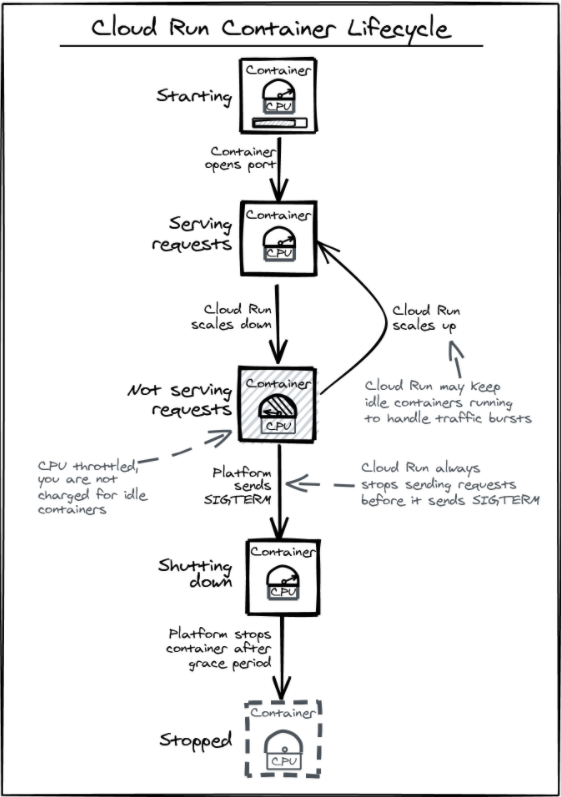 Cloud Run Container Lifecycle
Starting
Container
CPU
Container
opens port
Serving
requests
Container
CPU
Cloud Run
scales down
Cloud Run
scales up
Not serving
requests
Container
CPU
Cloud Run may keep
idle containers running
to handle traffic bursts
CPU throttled,
you are not
charged for idle
containers
Platform
sends
SIGTERM
Cloud Run always
stops sending requests
before it sends SIGTERM
Shutting
down
Container
CPU
Platform stops
container after
grace period
Stopped
Container
CPU